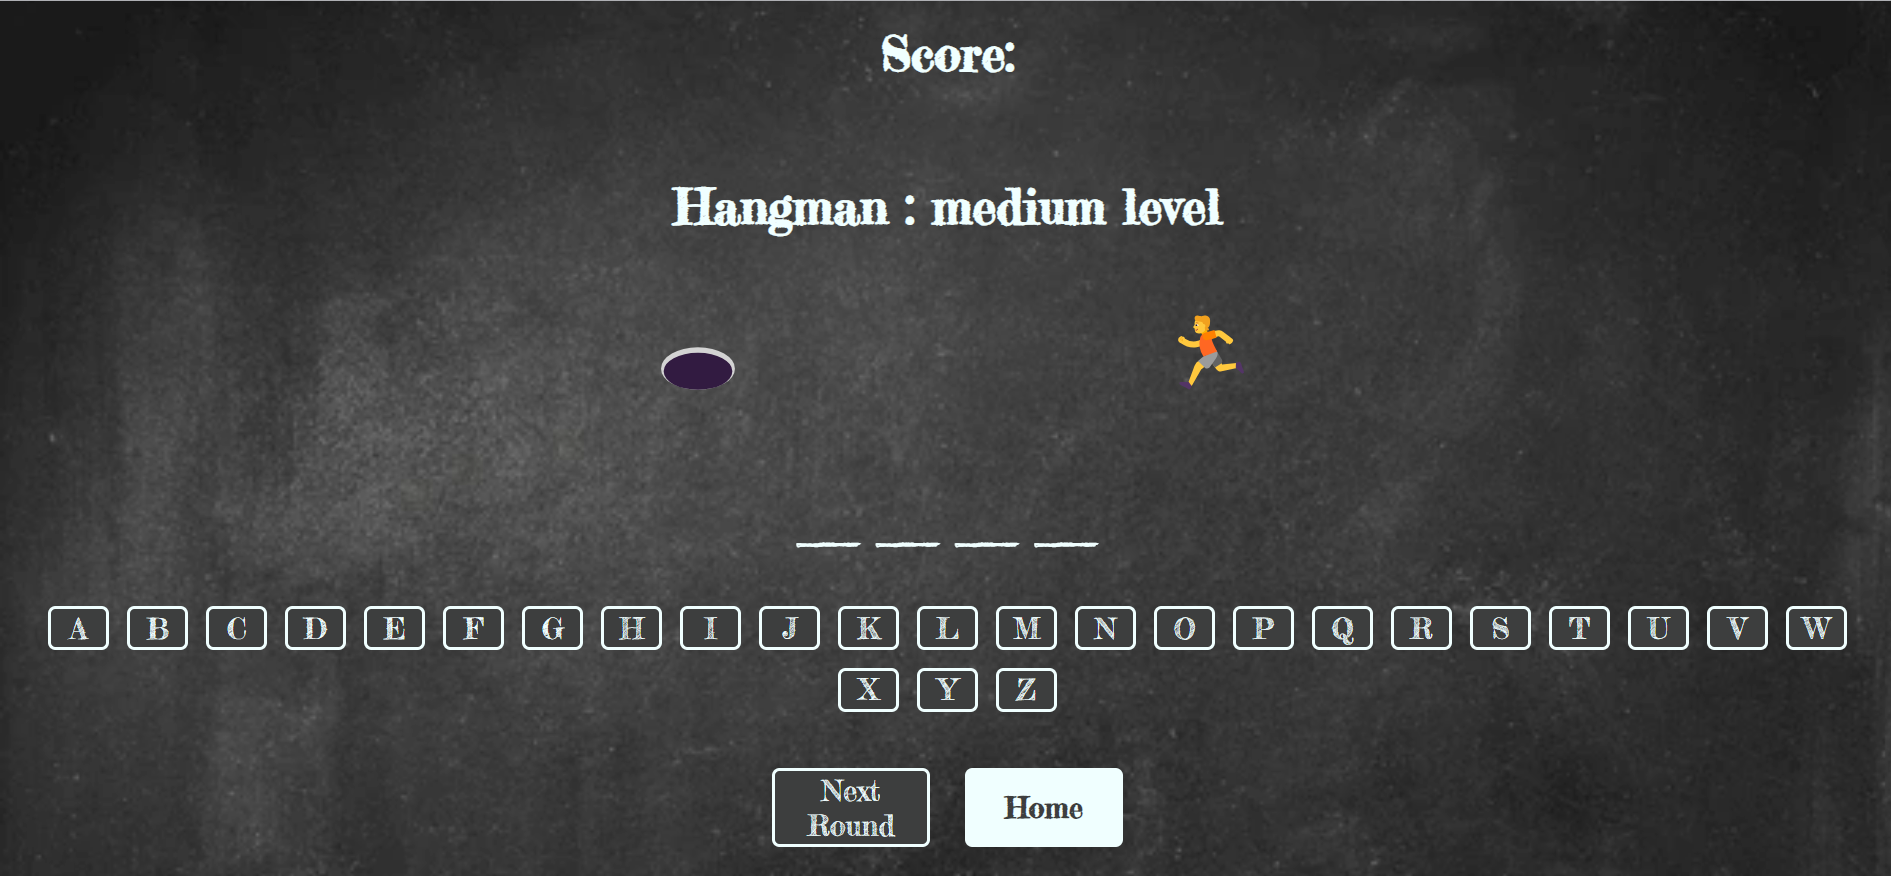 Score:
Hangman : medium level
A B C D E F G H I J K L M N O P Q R S T U V W
X Y Z
Next
Round
Home